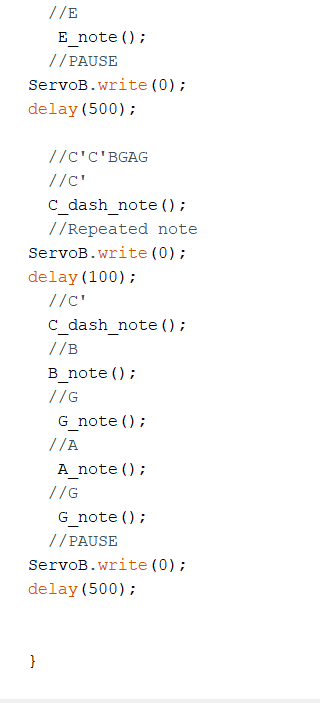 //E
E_note();
//PAUSE
ServoB.write(0);
delay(500);
//C'C'BGAG
//C'
C_dash_note();
//Repeated note
ServoB.write(0);
delay(100);
//C'
C_dash_note();
//B
B_note();
//G
G_note();
//A
A_note();
//G
G_note();
//PAUSE
ServoB.write(0);
delay(500);
}